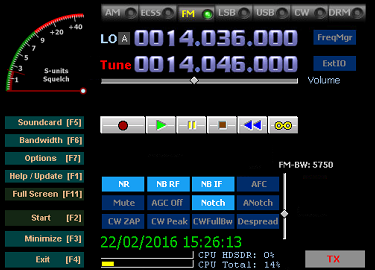 AM ECSS FM LSB USB CW DRM
+20 +40
LO A 0014.036.000 FreqMgr
Tune 0014.046.000 ExtIO
S-units
Squelch
Volume
1 3 5 7 9
Soundcard [F5]
Bandwidth [F6]
Options [F7]
Help / Update [F1]
Full Screen [F11]
Start [F2]
Minimize [F3]
Exit [F4]
FM-BW: 5750
NR NB RF NB IF AFC
Mute AGC Off Notch ANotch
CW ZAP CW Peak CWFullBw Despread
22/02/2016 15:26:13
CPU HDSDR: 0%
CPU Total: 14%
TX